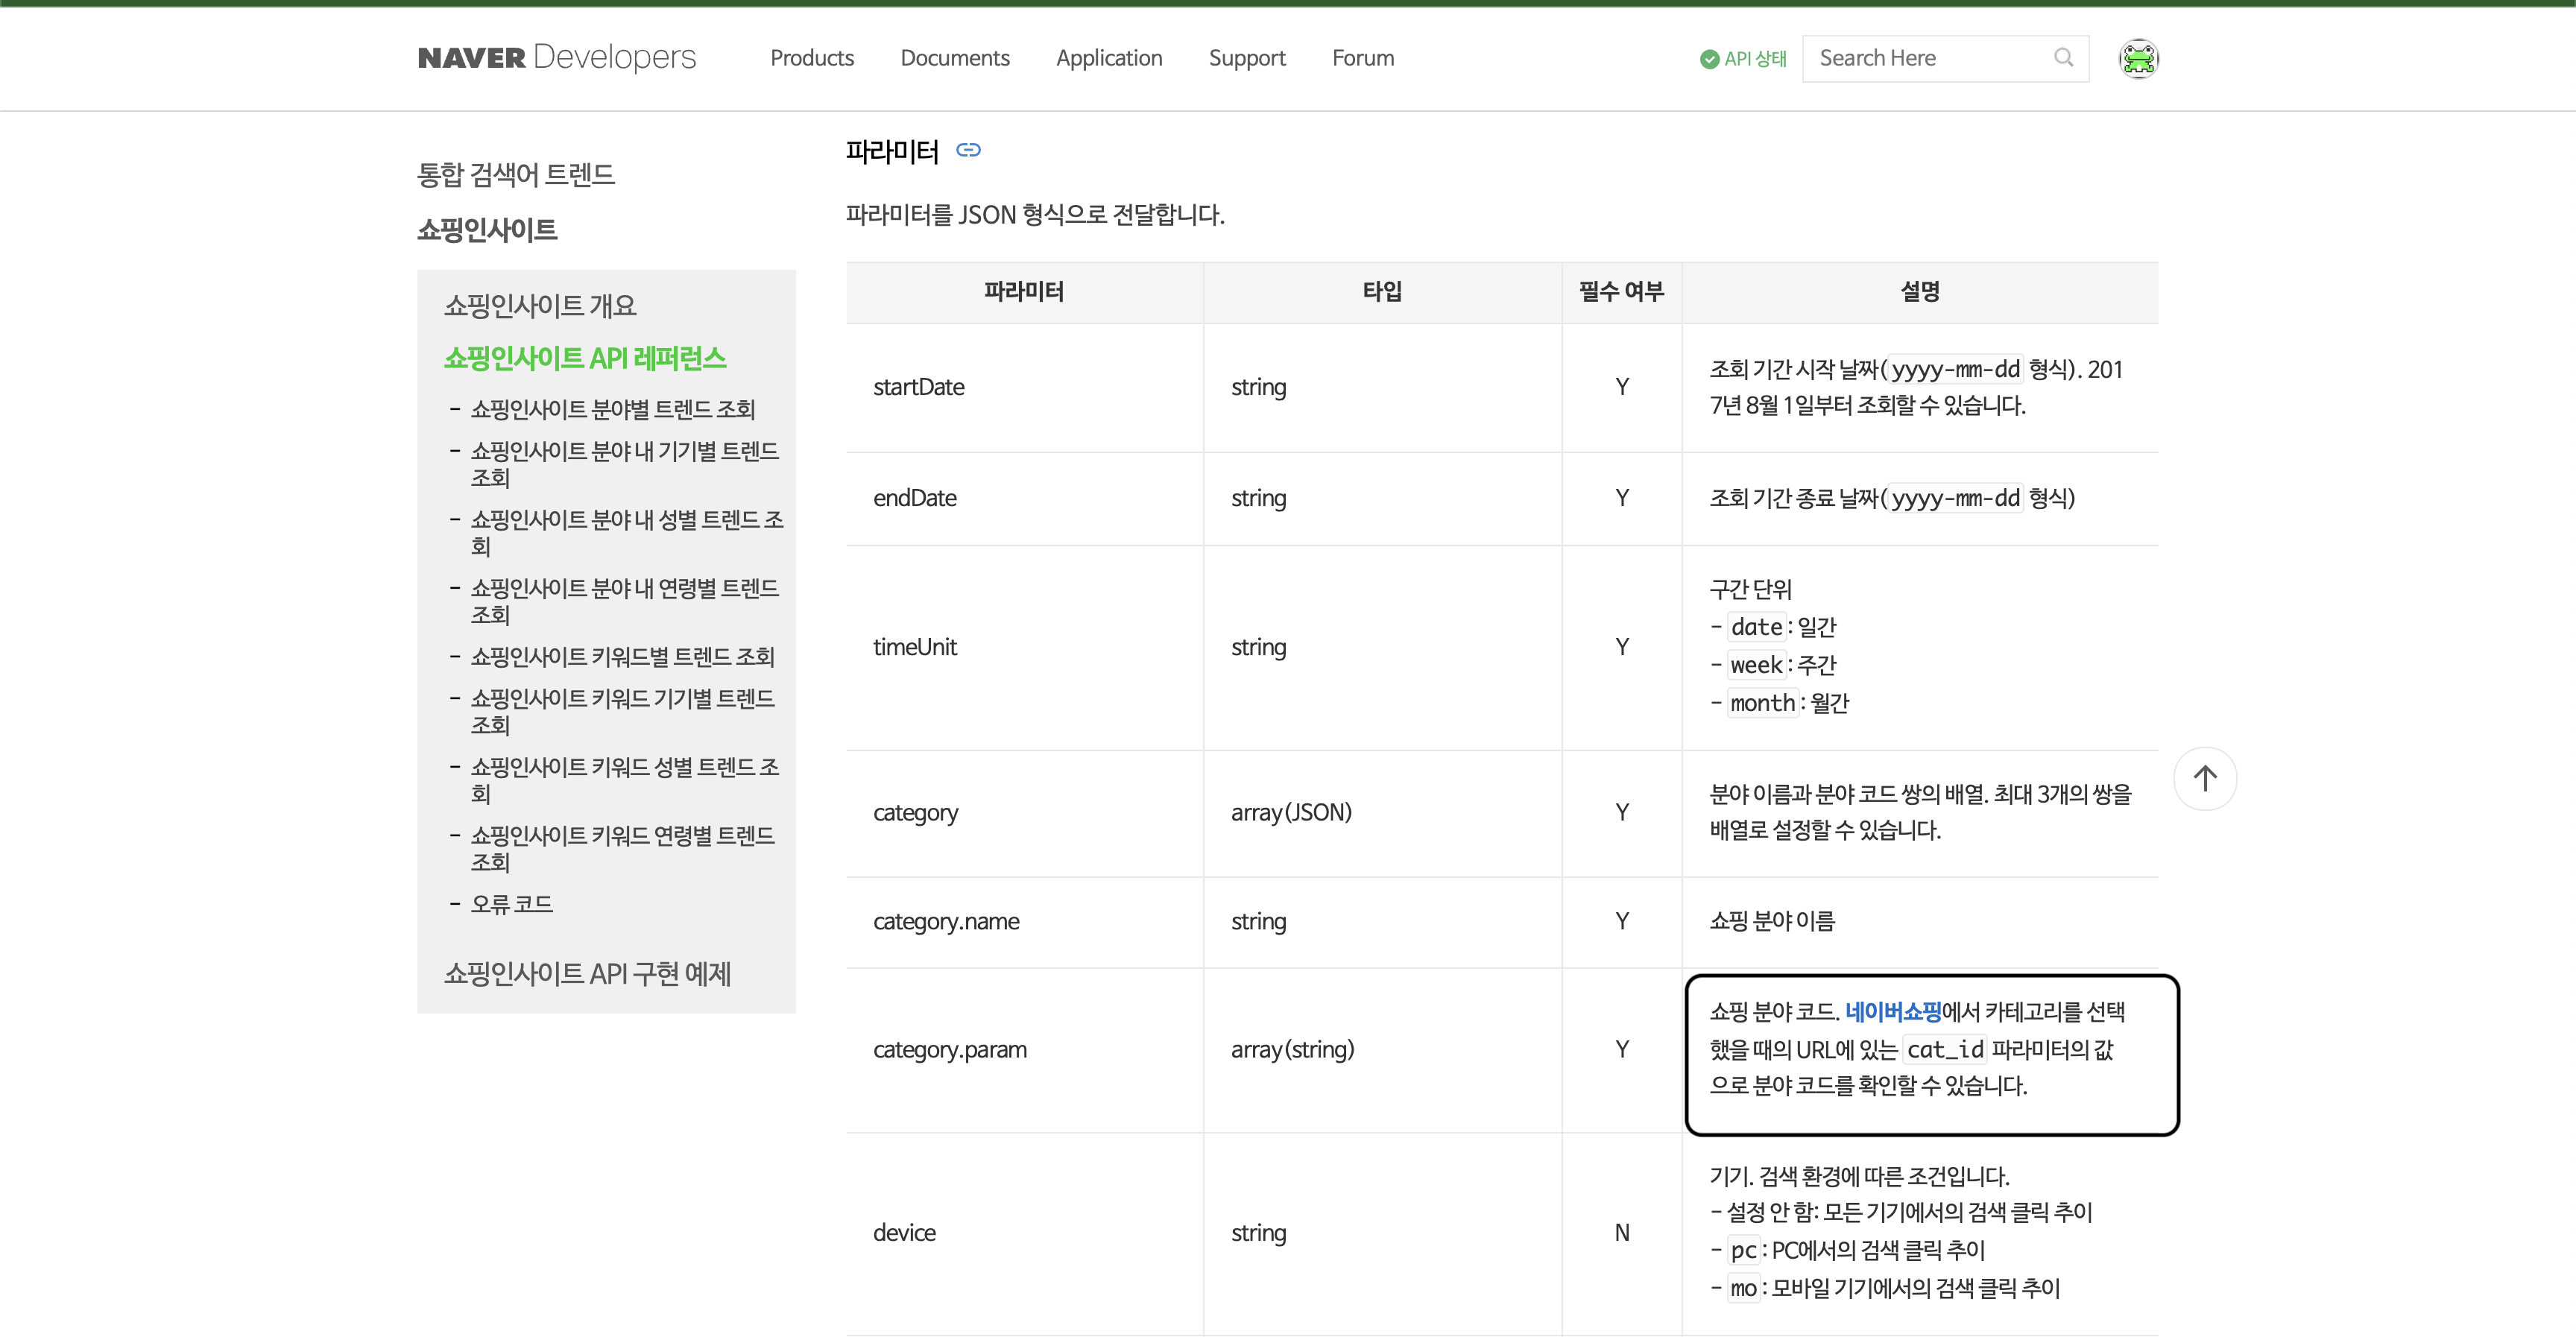 NAVER Developers
Products
Documents
Application
Support
Forum
API 상태
Search Here
통합 검색어 트렌드
쇼핑인사이트
쇼핑인사이트 개요
쇼핑인사이트 API 레퍼런스
- 쇼핑인사이트 분야별 트렌드 조회
- 쇼핑인사이트 분야 내 기기별 트렌드
조회
- 쇼핑인사이트 분야 내 성별 트렌드 조
회
- 쇼핑인사이트 분야 내 연령별 트렌드
조회
- 쇼핑인사이트 키워드별 트렌드 조회
- 쇼핑인사이트 키워드 기기별 트렌드
조회
- 쇼핑인사이트 키워드 성별 트렌드 조
회
- 쇼핑인사이트 키워드 연령별 트렌드
조회
- 오류 코드
쇼핑인사이트 API 구현 예제
파라미터
파라미터를 JSON 형식으로 전달합니다.
파라미터 타입 필수 여부 설명
startDate string Y 조회 기간 시작 날짜(yyyy-mm-dd 형식). 201
7년 8월 1일부터 조회할 수 있습니다.
endDate string Y 조회 기간 종료 날짜(yyyy-mm-dd 형식)
timeUnit string Y 구간 단위
- date: 일간
- week: 주간
- month: 월간
category array(JSON) Y 분야 이름과 분야 코드 쌍의 배열. 최대 3개의 쌍을
배열로 설정할 수 있습니다.
category.name string Y 쇼핑 분야 이름
category.param array(string) Y 쇼핑 분야 코드. 네이버쇼핑에서 카테고리를 선택
했을 때의 URL에 있는 cat_id 파라미터의 값
으로 분야 코드를 확인할 수 있습니다.
device string N 기기. 검색 환경에 따른 조건입니다.
- 설정 안 함: 모든 기기에서의 검색 클릭 추이
- pc: PC에서의 검색 클릭 추이
- mo: 모바일 기기에서의 검색 클릭 추이